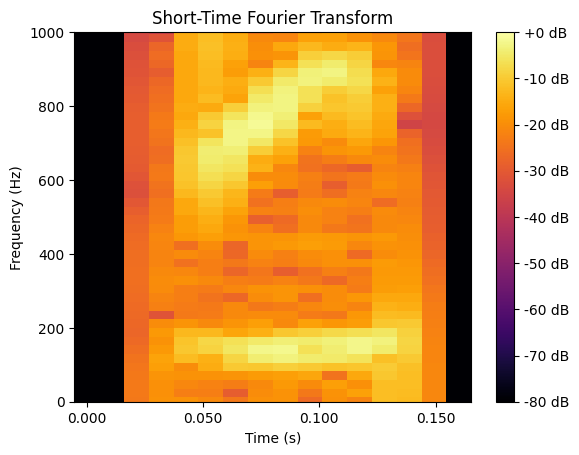 Short-Time Fourier Transform
1000
800
600
400
200
0
Frequency (Hz)
0.000
0.050
0.100
0.150
Time (s)
+0 dB
-10 dB
-20 dB
-30 dB
-40 dB
-50 dB
-60 dB
-70 dB
-80 dB